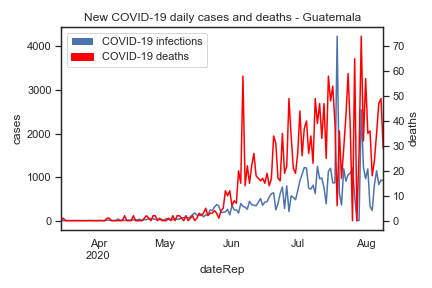 New COVID-19 daily cases and deaths - Guatemala
COVID-19 infections
COVID-19 deaths
4000
3000
2000
1000
0
cases
70
60
50
40
30
20
10
0
deaths
Apr
2020
May
Jun
Jul
Aug
dateRep